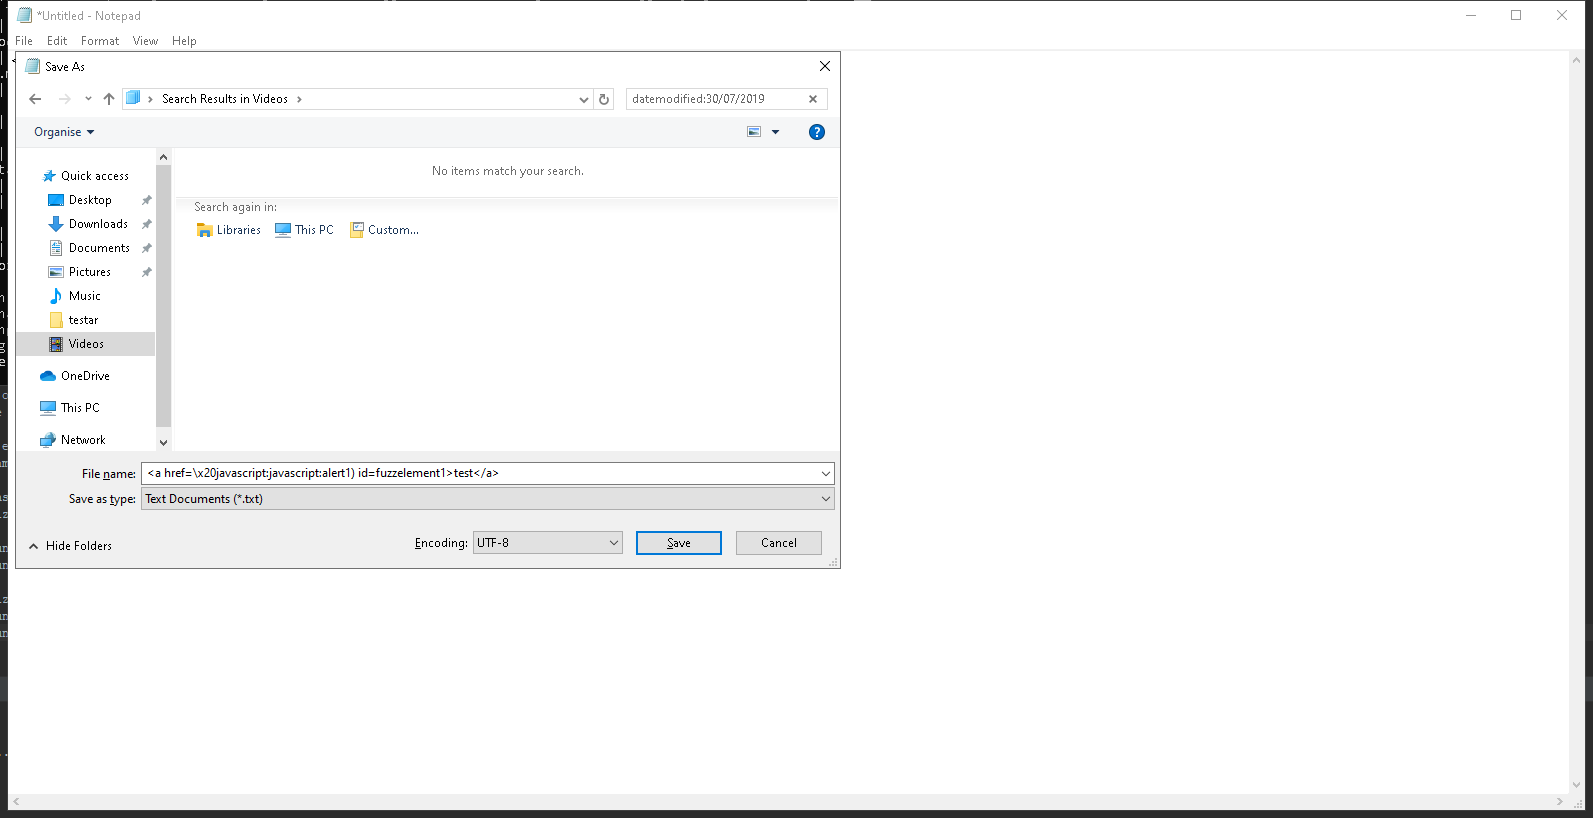 *Untitled - Notepad
File Edit Format View Help
Save As
Search Results in Videos
datemodified:30/07/2019
Organise
Quick access
Desktop
Downloads
Documents
Pictures
Music
testar
Videos
OneDrive
This PC
Network
No items match your search.
Search again in:
Libraries This PC Custom...
File name: <a href=\x20javascript:javascript:alert1) id=fuzzelement1>test</a>
Save as type: Text Documents (*.txt)
Hide Folders
Encoding: UTF-8 Save Cancel